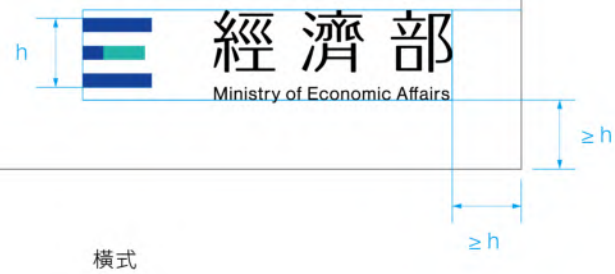 經濟部
h
Ministry of Economic Affairs
≥ h
≥ h
橫式